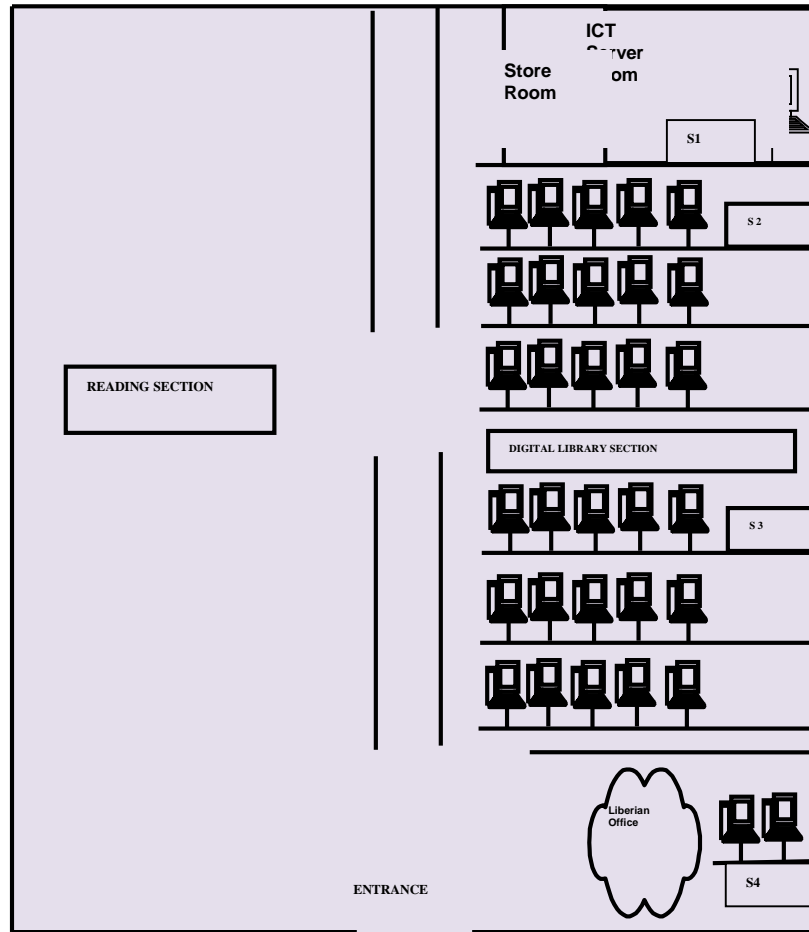 ICT
Store
Room
S1
S 2
READING SECTION
DIGITAL LIBRARY SECTION
S 3
Liberian
Office
S4
ENTRANCE